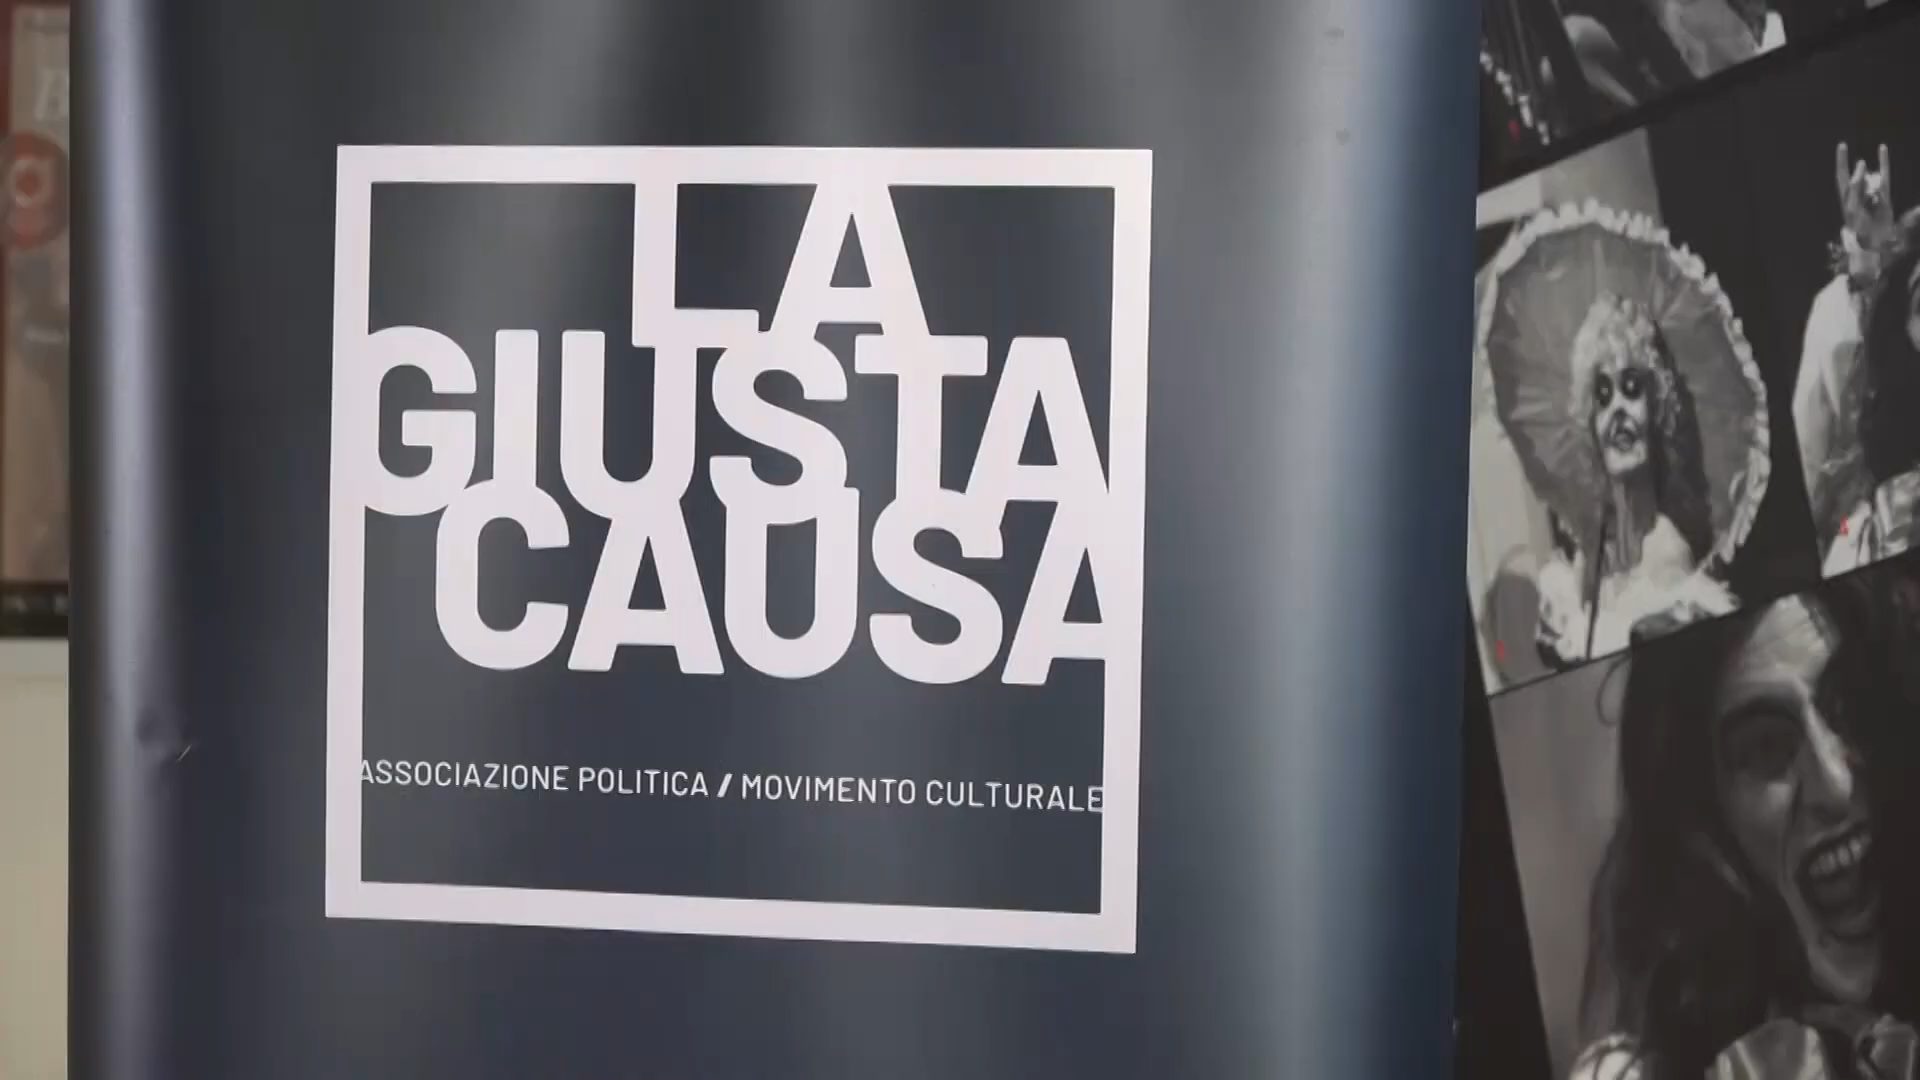 LA
GIUSTA
CAUSA
ASSOCIAZIONE POLITICA / MOVIMENTO CULTURALE